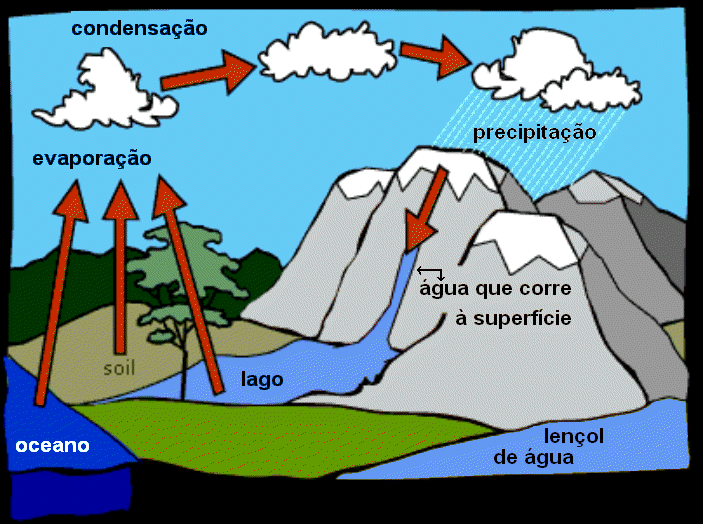 condensação
precipitação
evaporação
água que corre
à superfície
soil
lago
oceano
lençol
de água